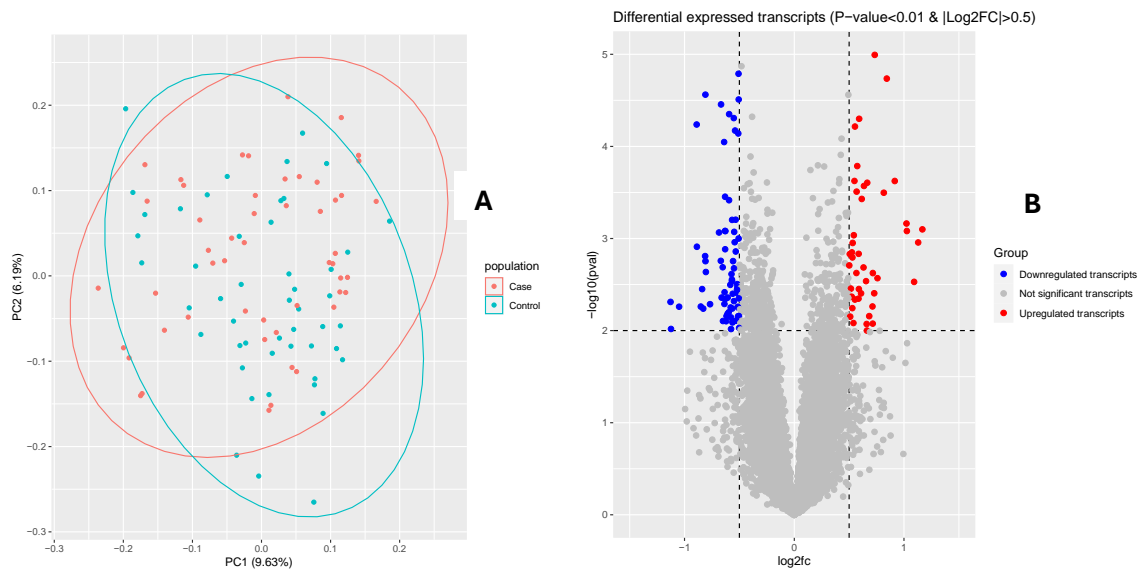 Differential expressed transcripts (P−value<0.01 & |Log2FC|>0.5)
0.2
0.1
0.0
−0.1
−0.2
−0.3
PC2 (6.19%)
−0.3
−0.2
−0.1
0.0
0.1
0.2
PC1 (9.63%)
A
population
Case
Control
5
4
3
2
1
0
−log10(pval)
−1
0
1
log2fc
B
Group
Downregulated transcripts
Not significant transcripts
Upregulated transcripts